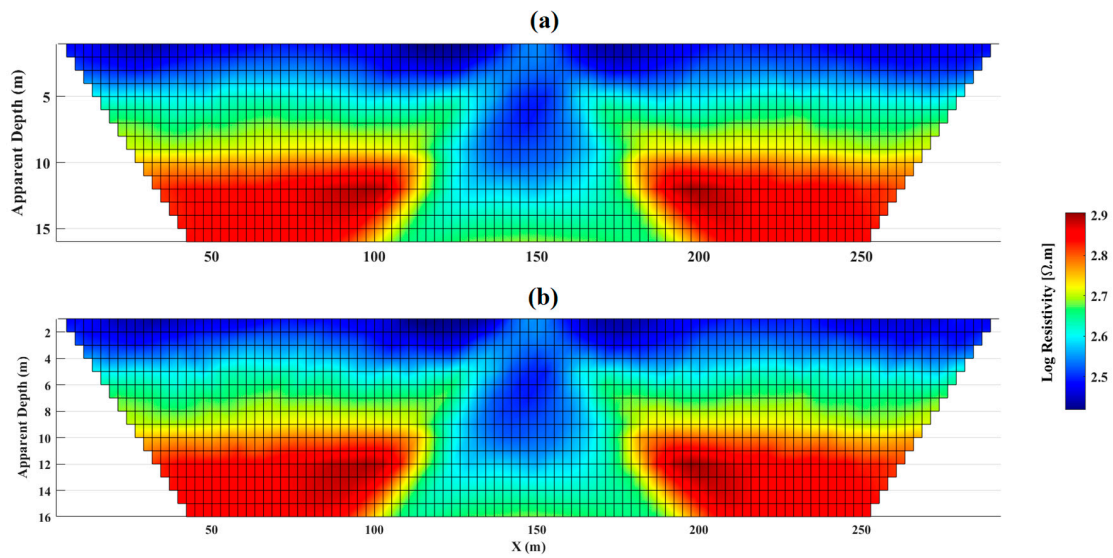 (a)
Apparent Depth (m)
5
10
15
50 100 150 200 250
(b)
Apparent Depth (m)
2
4
6
8
10
12
14
16
50 100 150 200 250
X (m)
Log Resistivity [Ω.m]
2.9
2.8
2.7
2.6
2.5